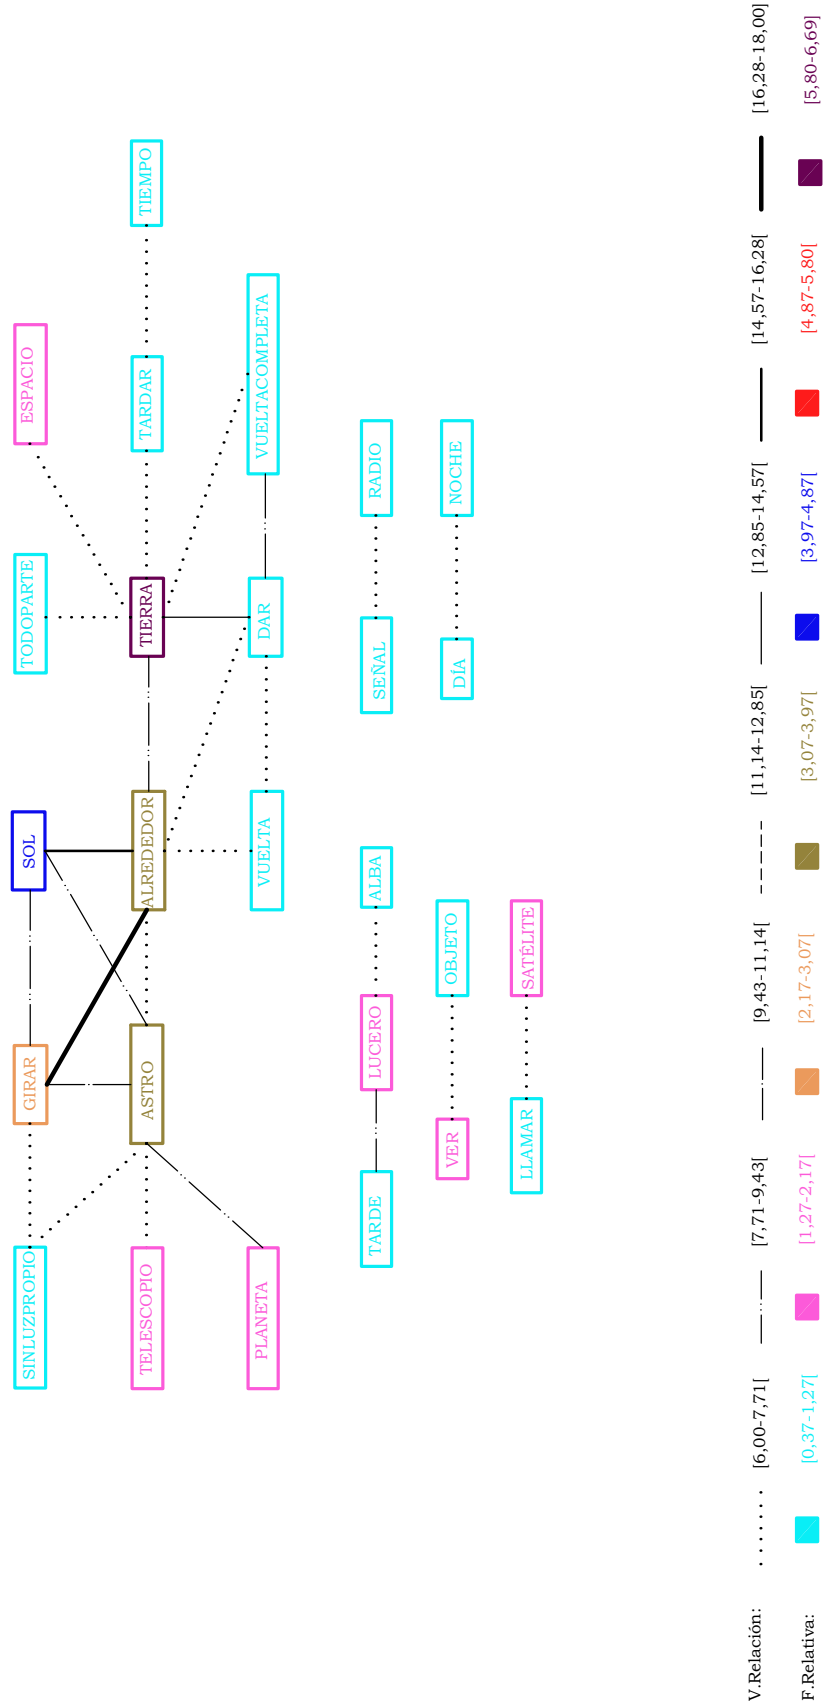 SINLUZPROPIO
GIRAR
SOL
TODOPARTE
ESPACIO
TELESCOPIO
ASTRO
ALREDEDOR
TIERRA
TARDAR
TIEMPO
PLANETA
VUELTA
DAR
VUELTACOMPLETA
TARDE
LUCERO
ALBA
SEÑAL
RADIO
VER
OBJETO
DÍA
NOCHE
LLAMAR
SATÉLITE
V.Relación: [6,00-7,71[ [7,71-9,43[ [9,43-11,14[ [11,14-12,85[ [12,85-14,57[ [14,57-16,28[ [16,28-18,00]
F.Relativa: [0,37-1,27[ [1,27-2,17[ [2,17-3,07[ [3,07-3,97[ [3,97-4,87[ [4,87-5,80[ [5,80-6,69]